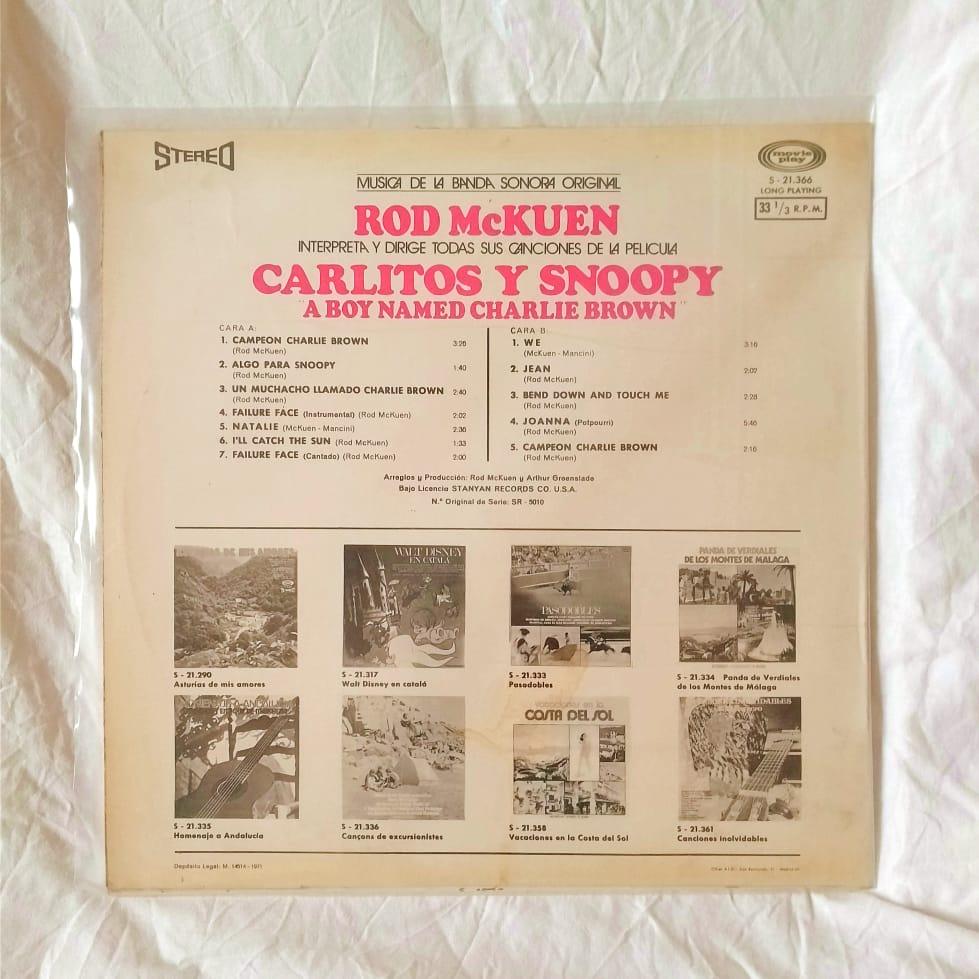 STEREO
movie play
S - 21.366
LONG PLAYING
33 1/3 R.P.M.
MUSICA DE LA BANDA SONORA ORIGINAL
ROD McKUEN
INTERPRETA Y DIRIGE TODAS SUS CANCIONES DE LA PELICULA
CARLITOS Y SNOOPY
"A BOY NAMED CHARLIE BROWN"
CARA A:
1. CAMPEON CHARLIE BROWN 3:26
(Rod McKuen)
2. ALGO PARA SNOOPY 1:40
(Rod McKuen)
3. UN MUCHACHO LLAMADO CHARLIE BROWN 2:40
(Rod McKuen)
4. FAILURE FACE (Instrumental) (Rod McKuen) 2:02
5. NATALIE (McKuen - Mancini) 2:36
6. I'LL CATCH THE SUN (Rod McKuen) 1:33
7. FAILURE FACE (Cantado) (Rod McKuen) 2:00
CARA B:
1. WE 3:16
(McKuen - Mancini)
2. JEAN 2:02
(Rod McKuen)
3. BEND DOWN AND TOUCH ME 2:28
(Rod McKuen)
4. JOANNA (Potpourri) 5:46
(Rod McKuen)
5. CAMPEON CHARLIE BROWN 2:16
(Rod McKuen)
Arreglos y Producción: Rod McKuen y Arthur Greenslade
Bajo Licencia STANYAN RECORDS CO. U.S.A.
N.º Original de Serie: SR - 5010
WALT DISNEY
EN CATALÀ
PASODOBLES
PANDA DE VERDIALES
DE LOS MONTES DE MALAGA
S - 21.290
Asturias de mis amores
S - 21.317
Walt Disney en cataló
S - 21.333
Pasodobles
S - 21.334 Panda de Verdiales
de los Montes de Málaga
vacaciones en la
COSTA DEL SOL
S - 21.335
Homenaje a Andalucía
S - 21.336
Cançons de excursionistes
S - 21.358
Vacaciones en la Costa del Sol
S - 21.361
Canciones inolvidables
Depósito Legal: M. 14514 - 1971